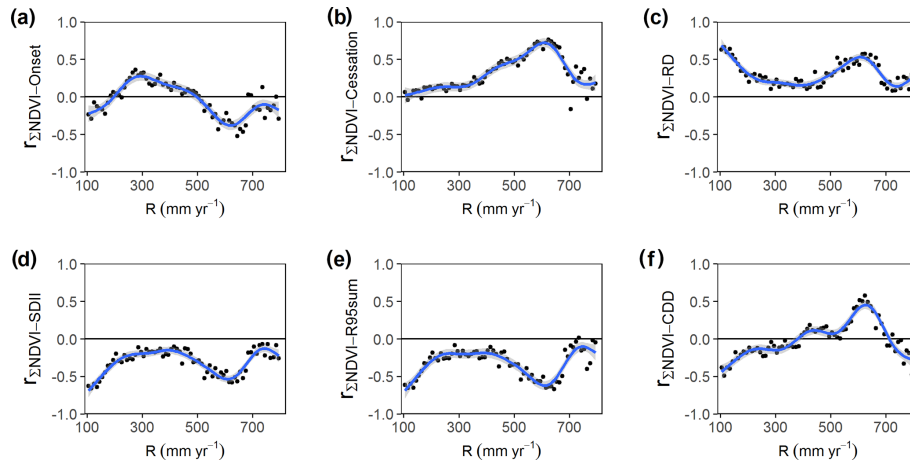 (a)
1.0
0.5
0.0
-0.5
-1.0
rΣNDVI−Onset
100 300 500 700
R (mm yr⁻¹)
(b)
1.0
0.5
0.0
-0.5
-1.0
rΣNDVI−Cessation
100 300 500 700
R (mm yr⁻¹)
(c)
1.0
0.5
0.0
-0.5
-1.0
rΣNDVI−RD
100 300 500 700
R (mm yr⁻¹)
(d)
1.0
0.5
0.0
-0.5
-1.0
rΣNDVI−SDII
100 300 500 700
R (mm yr⁻¹)
(e)
1.0
0.5
0.0
-0.5
-1.0
rΣNDVI−R95sum
100 300 500 700
R (mm yr⁻¹)
(f)
1.0
0.5
0.0
-0.5
-1.0
rΣNDVI−CDD
100 300 500 700
R (mm yr⁻¹)